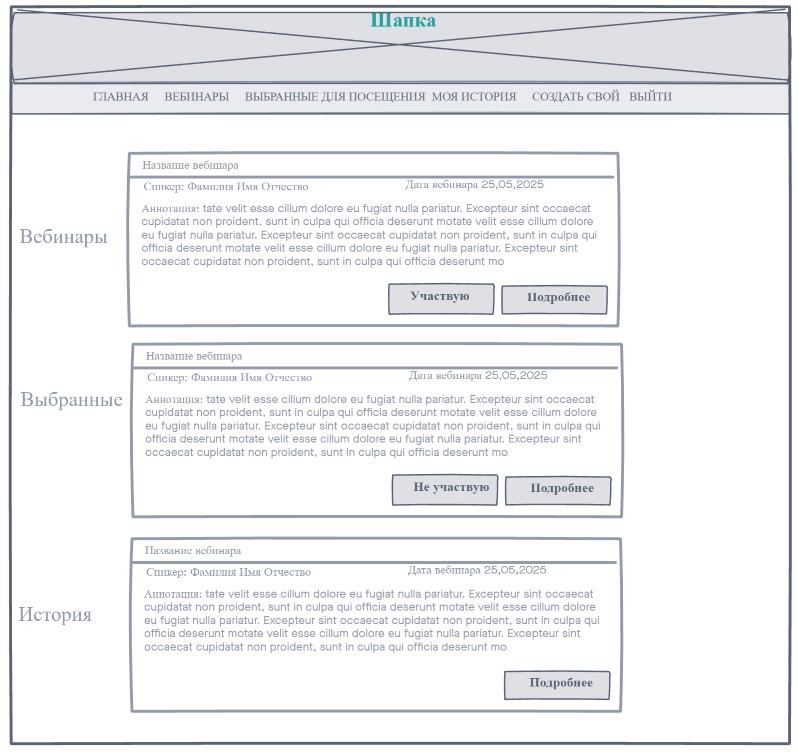 Шапка
ГЛАВНАЯ ВЕБИНАРЫ ВЫБРАННЫЕ ДЛЯ ПОСЕЩЕНИЯ МОЯ ИСТОРИЯ СОЗДАТЬ СВОЙ ВЫЙТИ
Название вебинара
Спикер: Фамилия Имя Отчество Дата вебинара 25,05,2025
Аннотация: tate velit esse cillum dolore eu fugiat nulla pariatur. Excepteur sint occaecat
cupidatat non proident, sunt in culpa qui officia deserunt motate velit esse cillum dolore
Вебинары
eu fugiat nulla pariatur. Excepteur sint occaecat cupidatat non proident, sunt in culpa qui
officia deserunt motate velit esse cillum dolore eu fugiat nulla pariatur. Excepteur sint
occaecat cupidatat non proident, sunt in culpa qui officia deserunt mo
Участвую Подробнее
Название вебинара
Спикер: Фамилия Имя Отчество Дата вебинара 25,05,2025
Выбранные
Аннотация: tate velit esse cillum dolore eu fugiat nulla pariatur. Excepteur sint occaecat
cupidatat non proident, sunt in culpa qui officia deserunt motate velit esse cillum dolore
eu fugiat nulla pariatur. Excepteur sint occaecat cupidatat non proident, sunt in culpa qui
officia deserunt motate velit esse cillum dolore eu fugiat nulla pariatur. Excepteur sint
occaecat cupidatat non proident, sunt in culpa qui officia deserunt mo
Не участвую Подробнее
Название вебинара
Спикер: Фамилия Имя Отчество Дата вебинара 25,05,2025
Аннотация: tate velit esse cillum dolore eu fugiat nulla pariatur. Excepteur sint occaecat
cupidatat non proident, sunt in culpa qui officia deserunt motate velit esse cillum dolore
История
eu fugiat nulla pariatur. Excepteur sint occaecat cupidatat non proident, sunt in culpa qui
officia deserunt motate velit esse cillum dolore eu fugiat nulla pariatur. Excepteur sint
occaecat cupidatat non proident, sunt in culpa qui officia deserunt mo
Подробнее